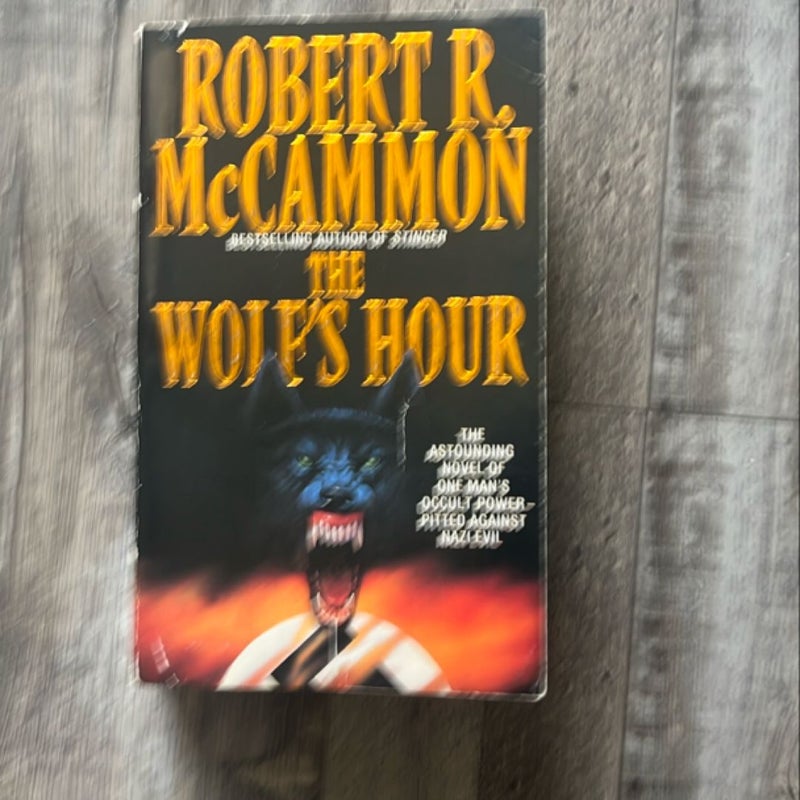 ROBERT R.
McCAMMON
BESTSELLING AUTHOR OF STINGER
THE
WOLF'S HOUR
THE
ASTOUNDING
NOVEL OF
ONE MAN'S
OCCULT POWER–
PITTED AGAINST
NAZI EVIL